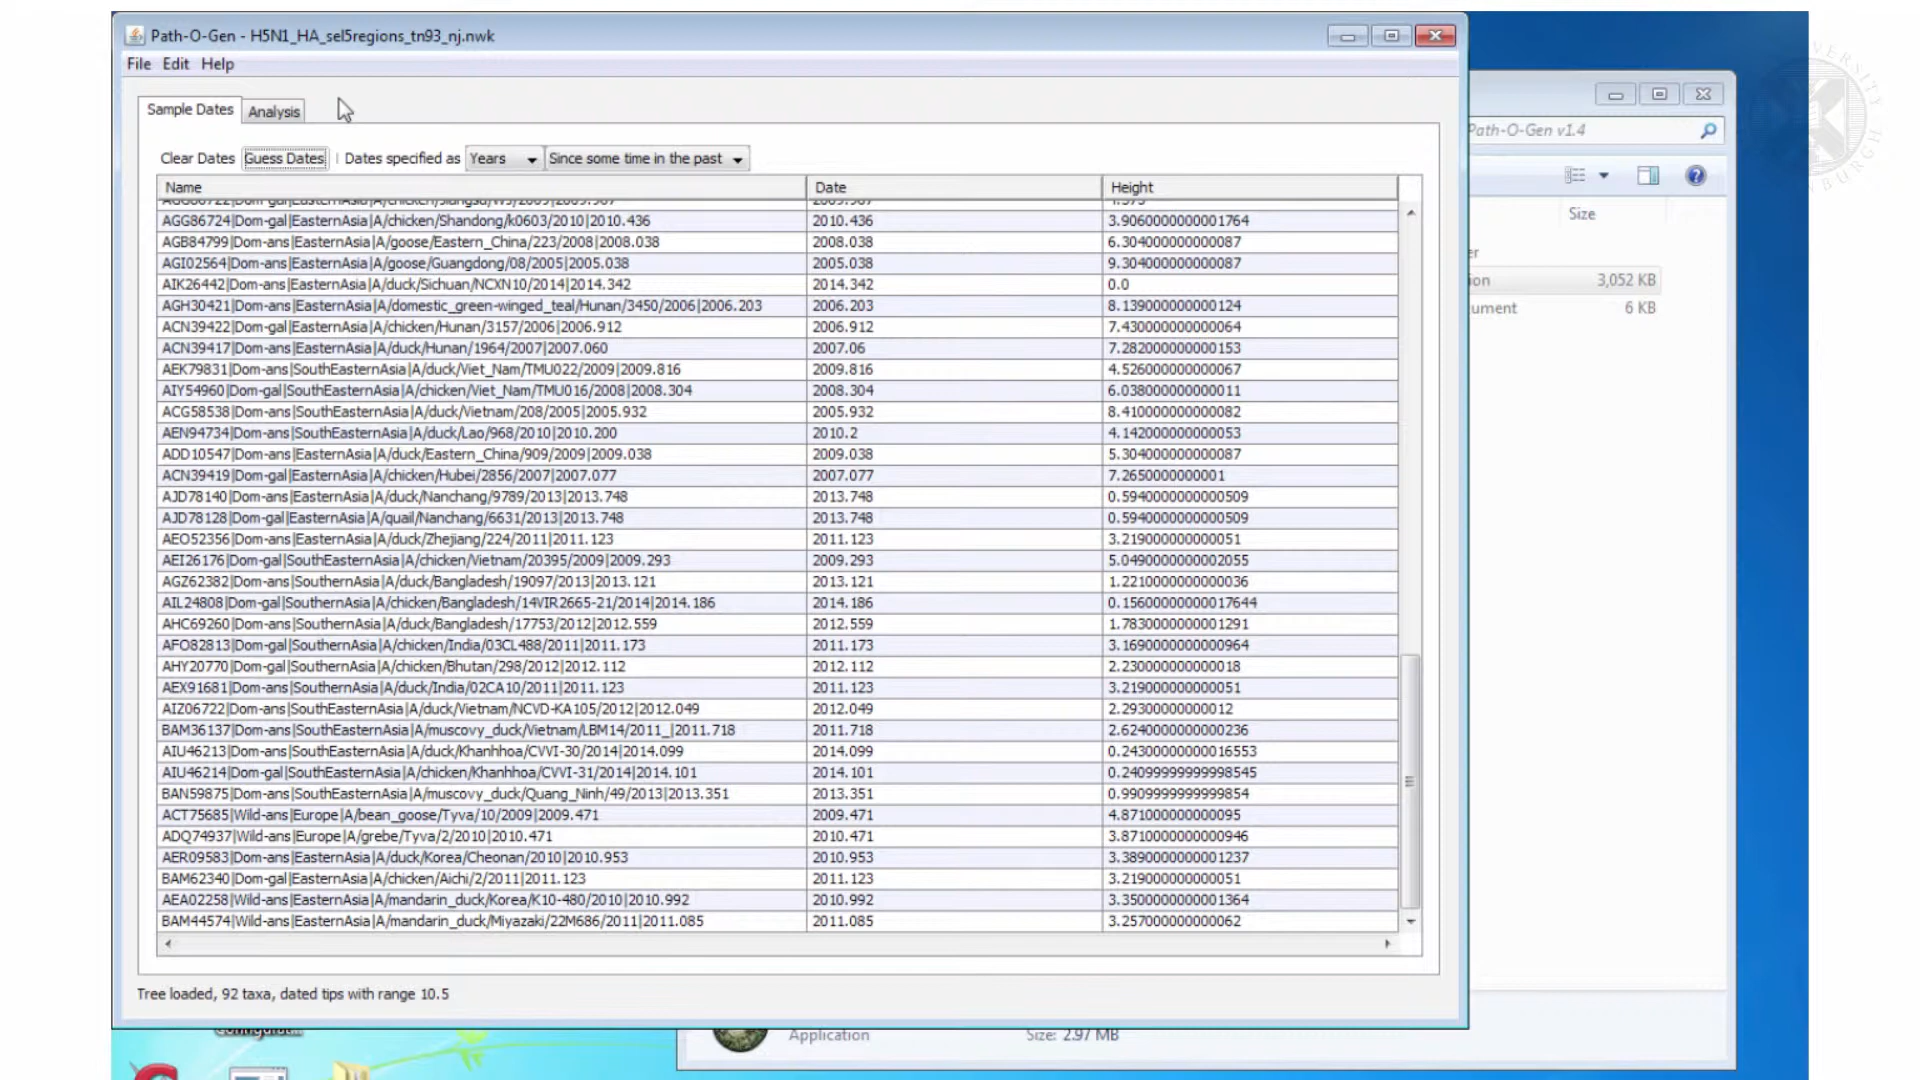 Path-O-Gen - H5N1_HA_sel5regions_tn93_nj.nwk
File Edit Help
Path-O-Gen v1.4
Sample Dates Analysis
Clear Dates Guess Dates Dates specified as Years Since some time in the past
Size
Name Date Height
AGG86724|Dom-gal|EasternAsia|A/chicken/Shandong/k0603/2010|2010.436 2010.436 3.9060000000001764
AGB84799|Dom-ans|EasternAsia|A/goose/Eastern_China/223/2008|2008.038 2008.038 6.304000000000087
AGI02564|Dom-ans|EasternAsia|A/goose/Guangdong/08/2005|2005.038 2005.038 9.304000000000087
AIK26442|Dom-ans|EasternAsia|A/duck/Sichuan/NCXN10/2014|2014.342 2014.342 0.0
3,052 KB
AGH30421|Dom-ans|EasternAsia|A/domestic_green-winged_teal/Hunan/3450/2006|2006.203 2006.203 8.139000000000124
6 KB
ACN39422|Dom-gal|EasternAsia|A/chicken/Hunan/3157/2006|2006.912 2006.912 7.430000000000064
ACN39417|Dom-ans|EasternAsia|A/duck/Hunan/1964/2007|2007.060 2007.06 7.282000000000153
AEK79831|Dom-ans|SouthEasternAsia|A/duck/Viet_Nam/TMU022/2009|2009.816 2009.816 4.526000000000067
AIY54960|Dom-gal|SouthEasternAsia|A/chicken/Viet_Nam/TMU016/2008|2008.304 2008.304 6.038000000000011
ACG58538|Dom-ans|SouthEasternAsia|A/duck/Vietnam/208/2005|2005.932 2005.932 8.410000000000082
AEN94734|Dom-ans|SouthEasternAsia|A/duck/Lao/968/2010|2010.200 2010.2 4.142000000000053
ADD10547|Dom-ans|EasternAsia|A/duck/Eastern_China/909/2009|2009.038 2009.038 5.304000000000087
ACN39419|Dom-gal|EasternAsia|A/chicken/Hubei/2856/2007|2007.077 2007.077 7.2650000000001
AJD78140|Dom-ans|EasternAsia|A/duck/Nanchang/9789/2013|2013.748 2013.748 0.5940000000000509
AJD78128|Dom-gal|EasternAsia|A/quail/Nanchang/6631/2013|2013.748 2013.748 0.5940000000000509
AEO52356|Dom-ans|EasternAsia|A/duck/Zhejiang/224/2011|2011.123 2011.123 3.219000000000051
AEI26176|Dom-gal|SouthEasternAsia|A/chicken/Vietnam/20395/2009|2009.293 2009.293 5.0490000000002055
AGZ62382|Dom-ans|SouthernAsia|A/duck/Bangladesh/19097/2013|2013.121 2013.121 1.2210000000000036
AIL24808|Dom-gal|SouthernAsia|A/chicken/Bangladesh/14VIR2665-21/2014|2014.186 2014.186 0.15600000000017644
AHC69260|Dom-ans|SouthernAsia|A/duck/Bangladesh/17753/2012|2012.559 2012.559 1.7830000000001291
AFO82813|Dom-gal|SouthernAsia|A/chicken/India/03CL488/2011|2011.173 2011.173 3.1690000000000964
AHY20770|Dom-gal|SouthernAsia|A/chicken/Bhutan/298/2012|2012.112 2012.112 2.230000000000018
AEX91681|Dom-ans|SouthernAsia|A/duck/India/02CA10/2011|2011.123 2011.123 3.219000000000051
AIZ06722|Dom-ans|SouthEasternAsia|A/duck/Vietnam/NCVD-KA105/2012|2012.049 2012.049 2.29300000000012
BAM36137|Dom-ans|SouthEasternAsia|A/muscovy_duck/Vietnam/LBM14/2011_|2011.718 2011.718 2.6240000000000236
AIU46213|Dom-ans|SouthEasternAsia|A/duck/Khanhhoa/CVVI-30/2014|2014.099 2014.099 0.24300000000016553
AIU46214|Dom-gal|SouthEasternAsia|A/chicken/Khanhhoa/CVVI-31/2014|2014.101 2014.101 0.24099999999998545
BAN59875|Dom-ans|SouthEasternAsia|A/muscovy_duck/Quang_Ninh/49/2013|2013.351 2013.351 0.9909999999999854
ACT75685|Wild-ans|Europe|A/bean_goose/Tyva/10/2009|2009.471 2009.471 4.871000000000095
ADQ74937|Wild-ans|Europe|A/grebe/Tyva/2/2010|2010.471 2010.471 3.8710000000000946
AER09583|Dom-ans|EasternAsia|A/duck/Korea/Cheonan/2010|2010.953 2010.953 3.3890000000001237
BAM62340|Dom-gal|EasternAsia|A/chicken/Aichi/2/2011|2011.123 2011.123 3.219000000000051
AEA02258|Wild-ans|EasternAsia|A/mandarin_duck/Korea/K10-480/2010|2010.992 2010.992 3.3500000000001364
BAM44574|Wild-ans|EasternAsia|A/mandarin_duck/Miyazaki/22M686/2011|2011.085 2011.085 3.257000000000062
Tree loaded, 92 taxa, dated tips with range 10.5
Application Size: 2.97 MB